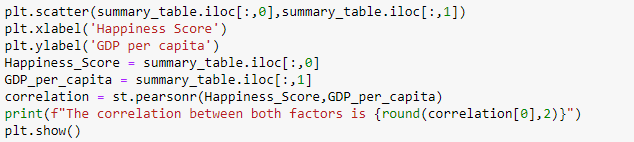 plt.scatter(summary_table.iloc[:,0],summary_table.iloc[:,1])
plt.xlabel('Happiness Score')
plt.ylabel('GDP per capita')
Happiness_Score = summary_table.iloc[:,0]
GDP_per_capita = summary_table.iloc[:,1]
correlation = st.pearsonr(Happiness_Score,GDP_per_capita)
print(f"The correlation between both factors is {round(correlation[0],2)}")
plt.show()